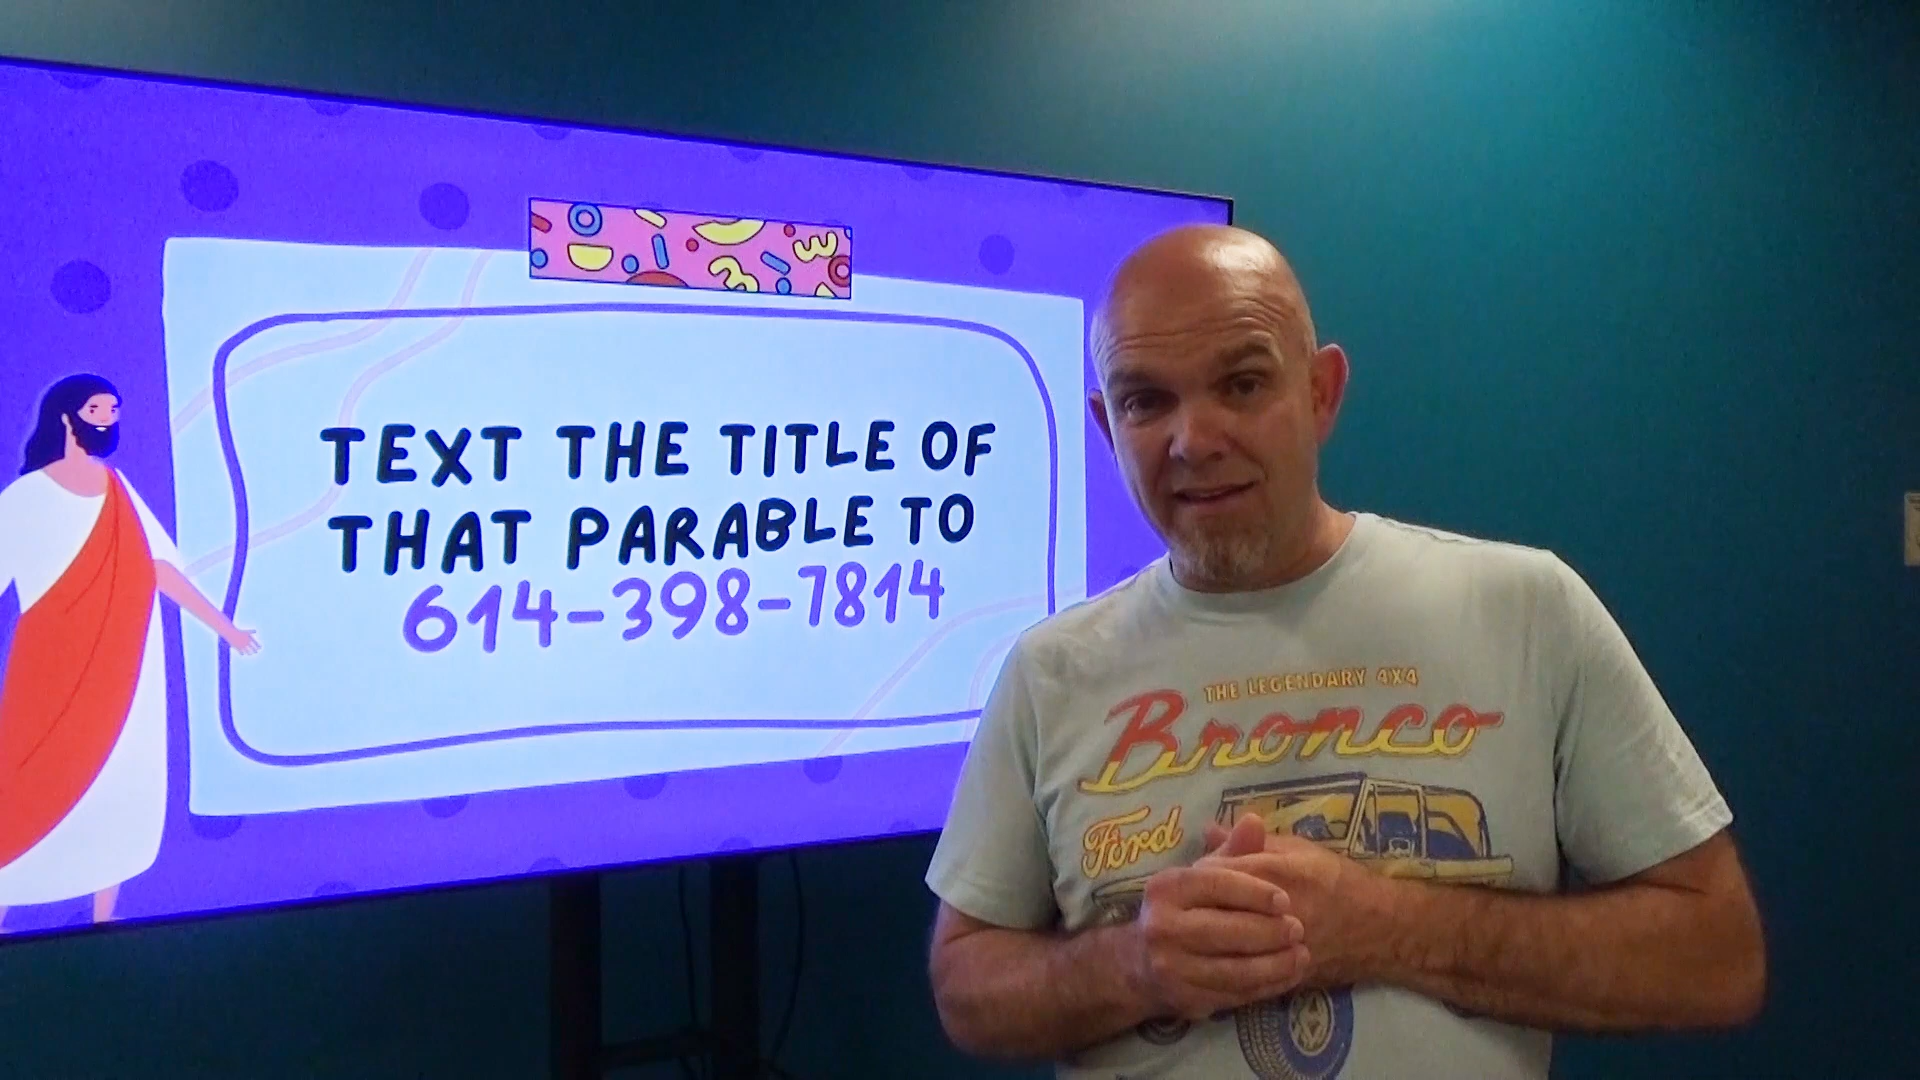 TEXT THE TITLE OF
THAT PARABLE TO
614-398-7814
THE LEGENDARY 4X4
Bronco
Ford